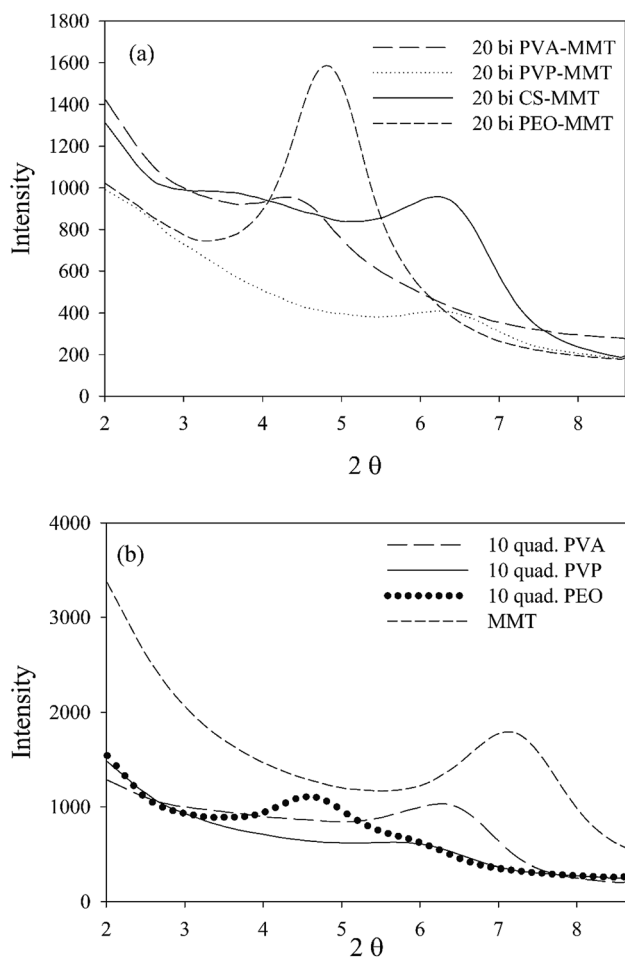 (a)
20 bi PVA-MMT
20 bi PVP-MMT
20 bi CS-MMT
20 bi PEO-MMT
1800
1600
1400
1200
1000
800
600
400
200
0
Intensity
2 3 4 5 6 7 8
2 θ
(b)
10 quad. PVA
10 quad. PVP
10 quad. PEO
MMT
4000
3000
2000
1000
0
Intensity
2 3 4 5 6 7 8
2 θ